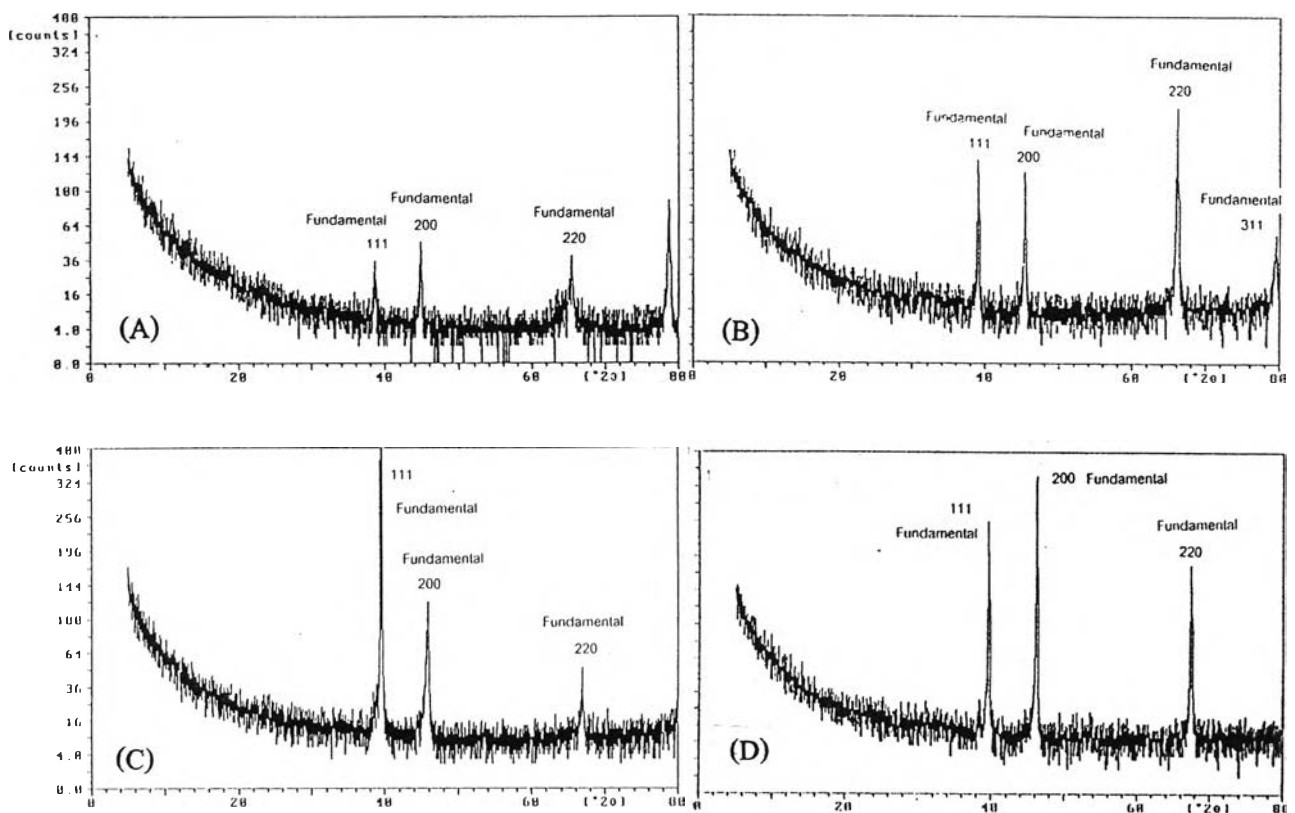 400
[counts]
324
256
196
144
100
64
36
16
4.0
0.0
0
20
40
60
[°2θ]
80
(A)
Fundamental
111
Fundamental
200
Fundamental
220
0
20
40
60
[°2θ]
80
(B)
Fundamental
111
Fundamental
200
Fundamental
220
Fundamental
311
400
[counts]
324
256
196
144
100
64
36
16
4.0
0.0
0
20
40
60
[°2θ]
80
(C)
111
Fundamental
Fundamental
200
Fundamental
220
20
40
60
[°2θ]
80
(D)
111
Fundamental
200 Fundamental
Fundamental
220